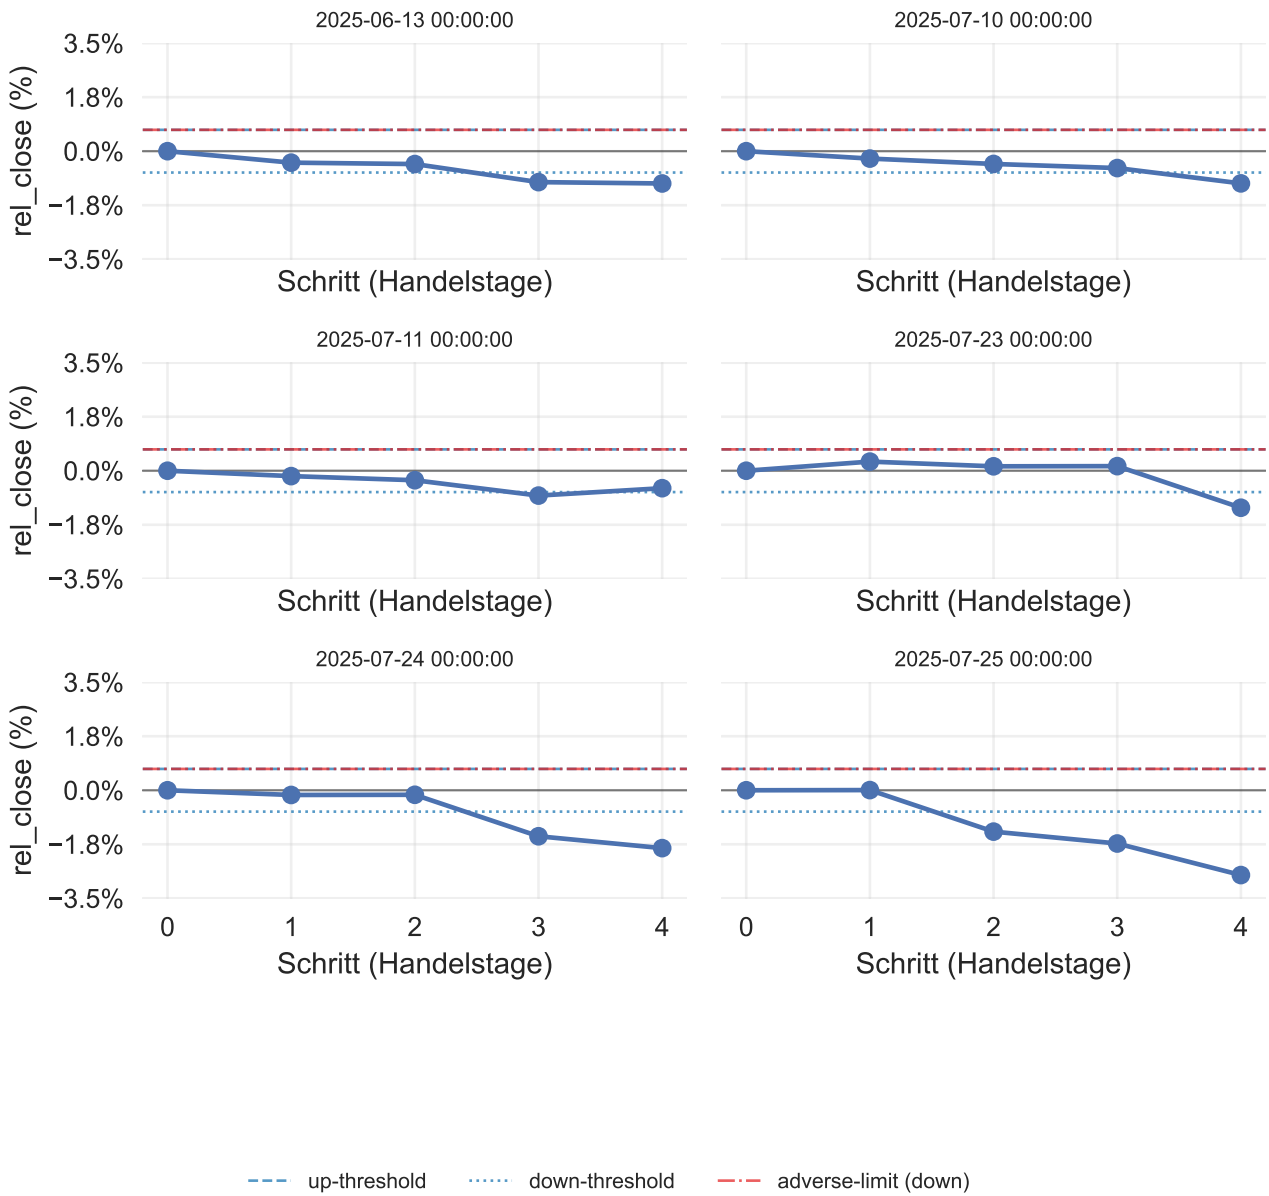 2025-06-13 00:00:00
2025-07-10 00:00:00
rel_close (%)
3.5%
1.8%
0.0%
−1.8%
−3.5%
Schritt (Handelstage)
Schritt (Handelstage)
2025-07-11 00:00:00
2025-07-23 00:00:00
rel_close (%)
3.5%
1.8%
0.0%
−1.8%
−3.5%
Schritt (Handelstage)
Schritt (Handelstage)
2025-07-24 00:00:00
2025-07-25 00:00:00
rel_close (%)
3.5%
1.8%
0.0%
−1.8%
−3.5%
0 1 2 3 4
0 1 2 3 4
Schritt (Handelstage)
Schritt (Handelstage)
up-threshold down-threshold adverse-limit (down)